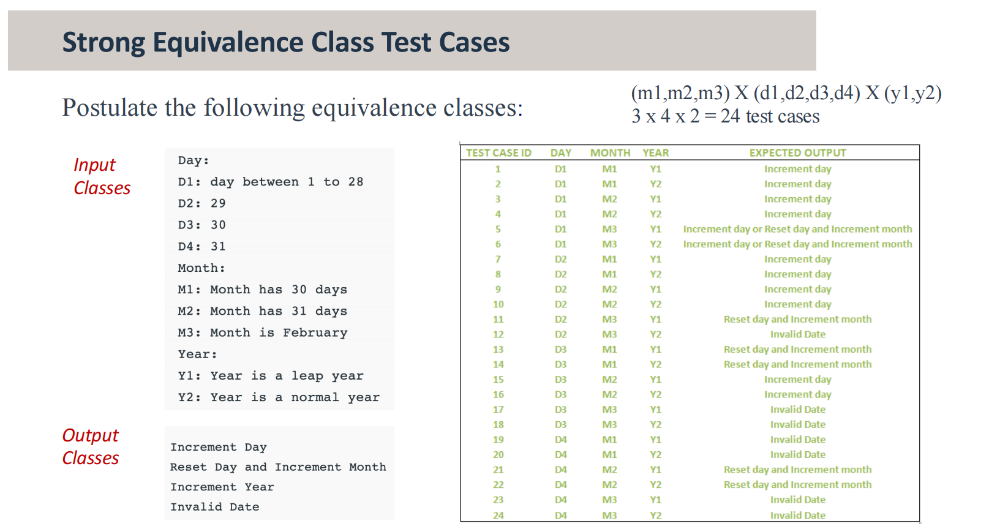 Strong Equivalence Class Test Cases
Postulate the following equivalence classes:
(m1,m2,m3) X (d1,d2,d3,d4) X (y1,y2)
3 x 4 x 2 = 24 test cases
Input
Classes
Day:
D1: day between 1 to 28
D2: 29
D3: 30
D4: 31
Month:
M1: Month has 30 days
M2: Month has 31 days
M3: Month is February
Year:
Y1: Year is a leap year
Y2: Year is a normal year
Output
Classes
Increment Day
Reset Day and Increment Month
Increment Year
Invalid Date
TEST CASE ID DAY MONTH YEAR EXPECTED OUTPUT
1 D1 M1 Y1 Increment day
2 D1 M1 Y2 Increment day
3 D1 M2 Y1 Increment day
4 D1 M2 Y2 Increment day
5 D1 M3 Y1 Increment day or Reset day and Increment month
6 D1 M3 Y2 Increment day or Reset day and Increment month
7 D2 M1 Y1 Increment day
8 D2 M1 Y2 Increment day
9 D2 M2 Y1 Increment day
10 D2 M2 Y2 Increment day
11 D2 M3 Y1 Reset day and Increment month
12 D2 M3 Y2 Invalid Date
13 D3 M1 Y1 Reset day and Increment month
14 D3 M1 Y2 Reset day and Increment month
15 D3 M2 Y1 Increment day
16 D3 M2 Y2 Increment day
17 D3 M3 Y1 Invalid Date
18 D3 M3 Y2 Invalid Date
19 D4 M1 Y1 Invalid Date
20 D4 M1 Y2 Invalid Date
21 D4 M2 Y1 Reset day and Increment month
22 D4 M2 Y2 Reset day and Increment month
23 D4 M3 Y1 Invalid Date
24 D4 M3 Y2 Invalid Date